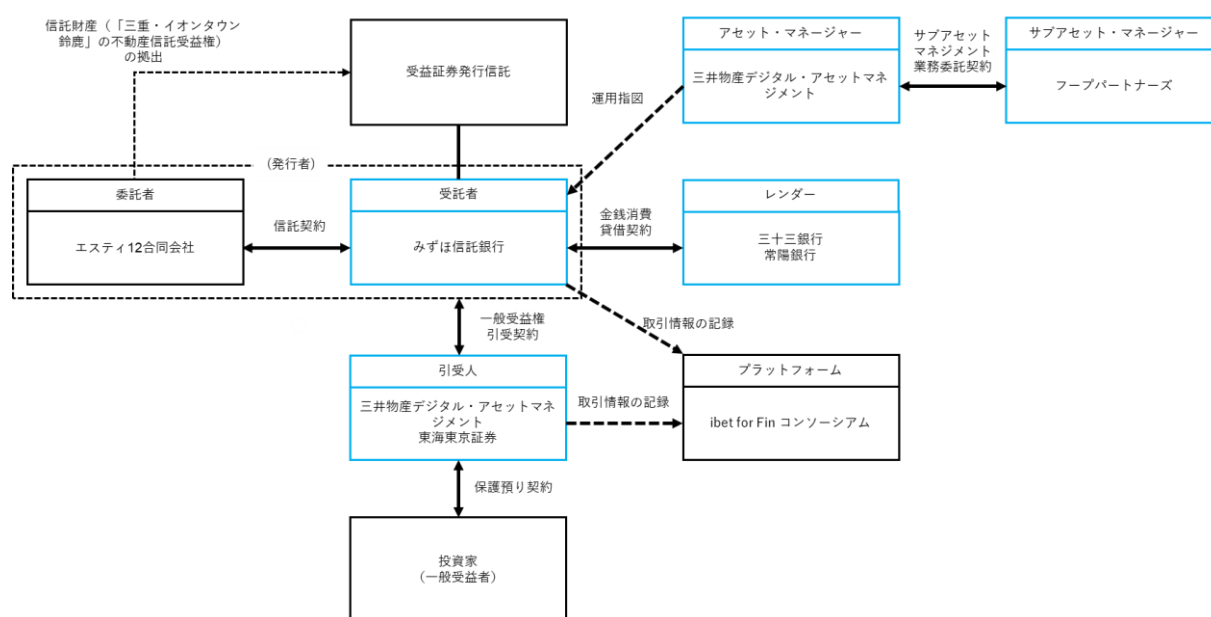 信託財産（「三重・イオンタウン
鈴鹿」の不動産信託受益権）
の拠出
受益証券発行信託
アセット・マネージャー
三井物産デジタル・アセットマネ
ジメント
サブアセット
マネジメント
業務委託契約
サブアセット・マネージャー
フープパートナーズ
運用指図
（発行者）
委託者
エスティ12合同会社
信託契約
受託者
みずほ信託銀行
金銭消費
貸借契約
レンダー
三十三銀行
常陽銀行
一般受益権
引受契約
取引情報の記録
引受人
三井物産デジタル・アセットマネ
ジメント
東海東京証券
取引情報の記録
プラットフォーム
ibet for Fin コンソーシアム
保護預り契約
投資家
（一般受益者）